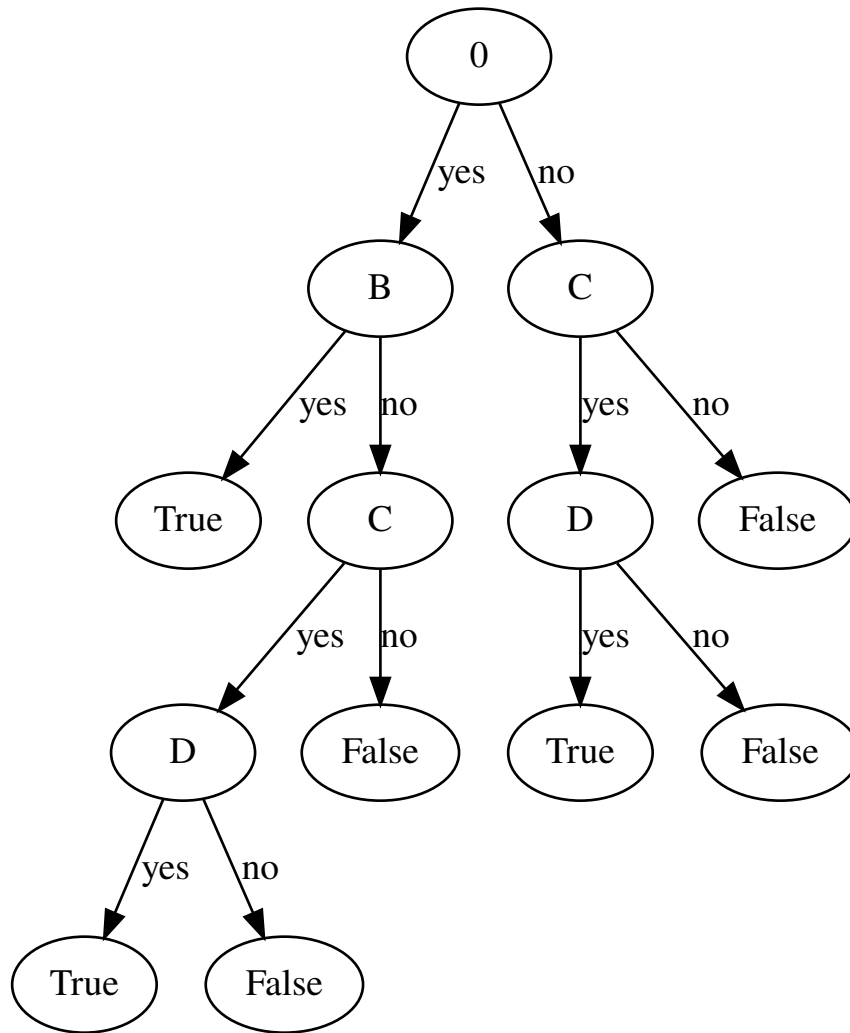 0
yes no
B C
yes no yes no
True C D False
yes no yes no
D False True False
yes no
True False